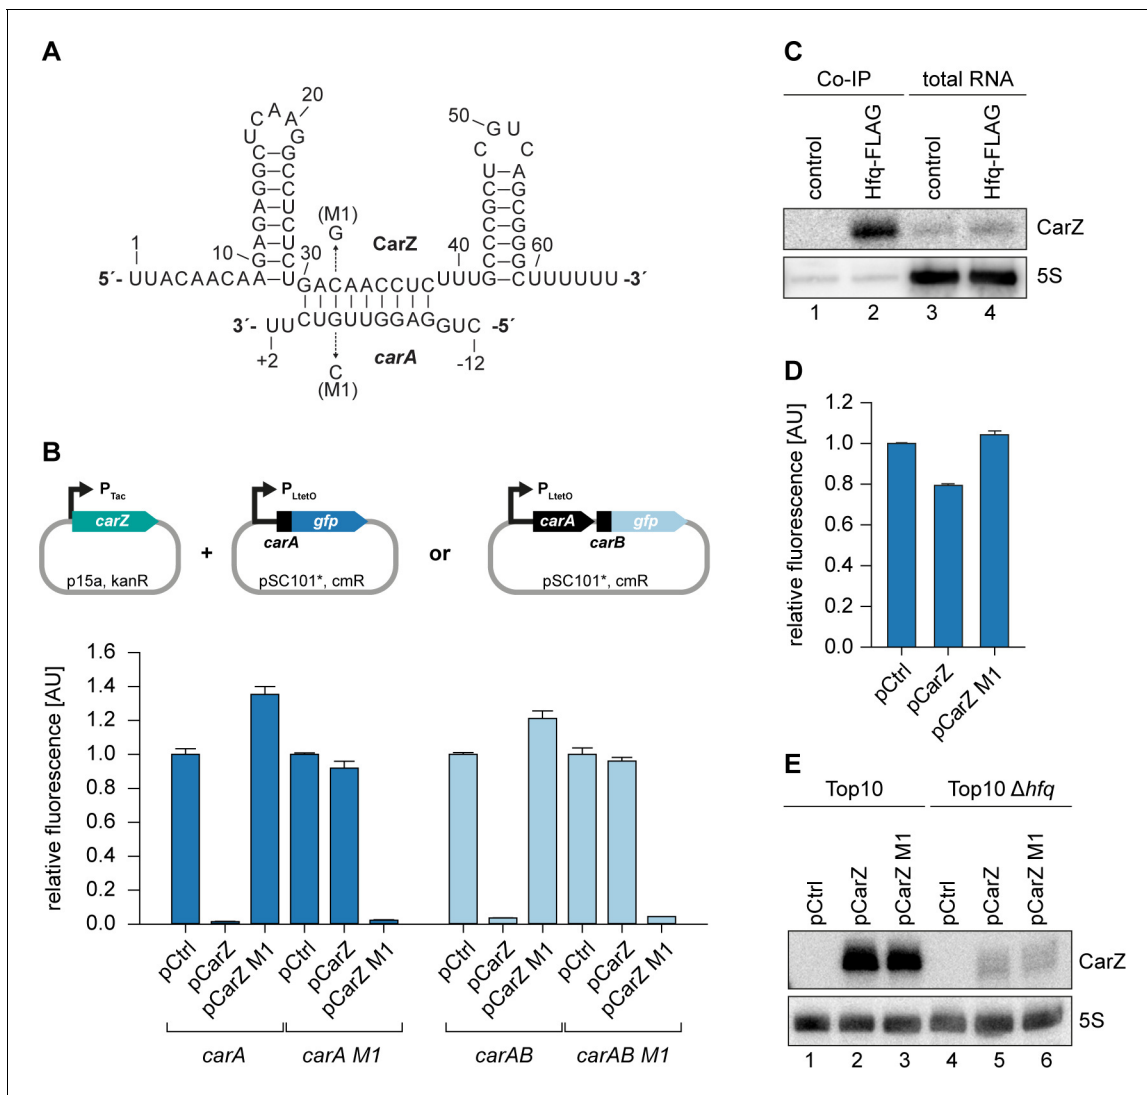 A
20
C A A
U G
C G
G–C
G–C
A–U
G–C
A–U
G–C
10
30
(M1)
G
1
5´- UUACAACAA UGACAACCUC UUUG CUUUUUU -3´
CarZ
50
G U
C C
U–A
C–G
G–C
C–G
C–G
40
60
3´- UU CUGUUGGAG GUC -5´
+2
carA
-12
C
(M1)
B
P Tac
carZ
p15a, kanR
+
P LtetO
gfp
carA
pSC101*, cmR
or
P LtetO
carA
gfp
carB
pSC101*, cmR
relative fluorescence [AU]
1.6
1.4
1.2
1.0
0.8
0.6
0.4
0.2
0.0
pCtrl
pCarZ
pCarZ M1
pCtrl
pCarZ
pCarZ M1
pCtrl
pCarZ
pCarZ M1
pCtrl
pCarZ
pCarZ M1
carA
carA M1
carAB
carAB M1
C
Co-IP
total RNA
control
Hfq-FLAG
control
Hfq-FLAG
CarZ
5S
1 2 3 4
D
relative fluorescence [AU]
1.2
1.0
0.8
0.6
0.4
0.2
0.0
pCtrl
pCarZ
pCarZ M1
E
Top10
Top10 Δhfq
pCtrl
pCarZ
pCarZ M1
pCtrl
pCarZ
pCarZ M1
CarZ
5S
1 2 3 4 5 6